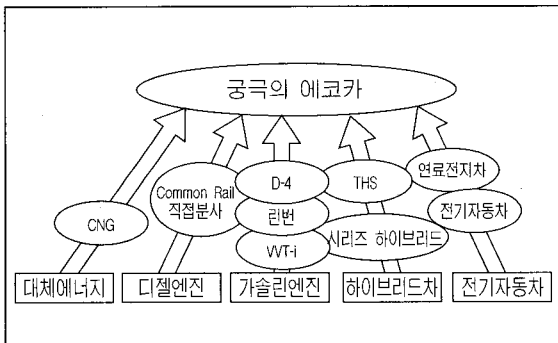 궁극의 에코카
D-4
THS
연료전지차
Common Rail
직접분사
린번
전기자동차
CNG
시리즈 하이브리드
VVT-i
대체에너지
디젤엔진
가솔린엔진
하이브리드차
전기자동차